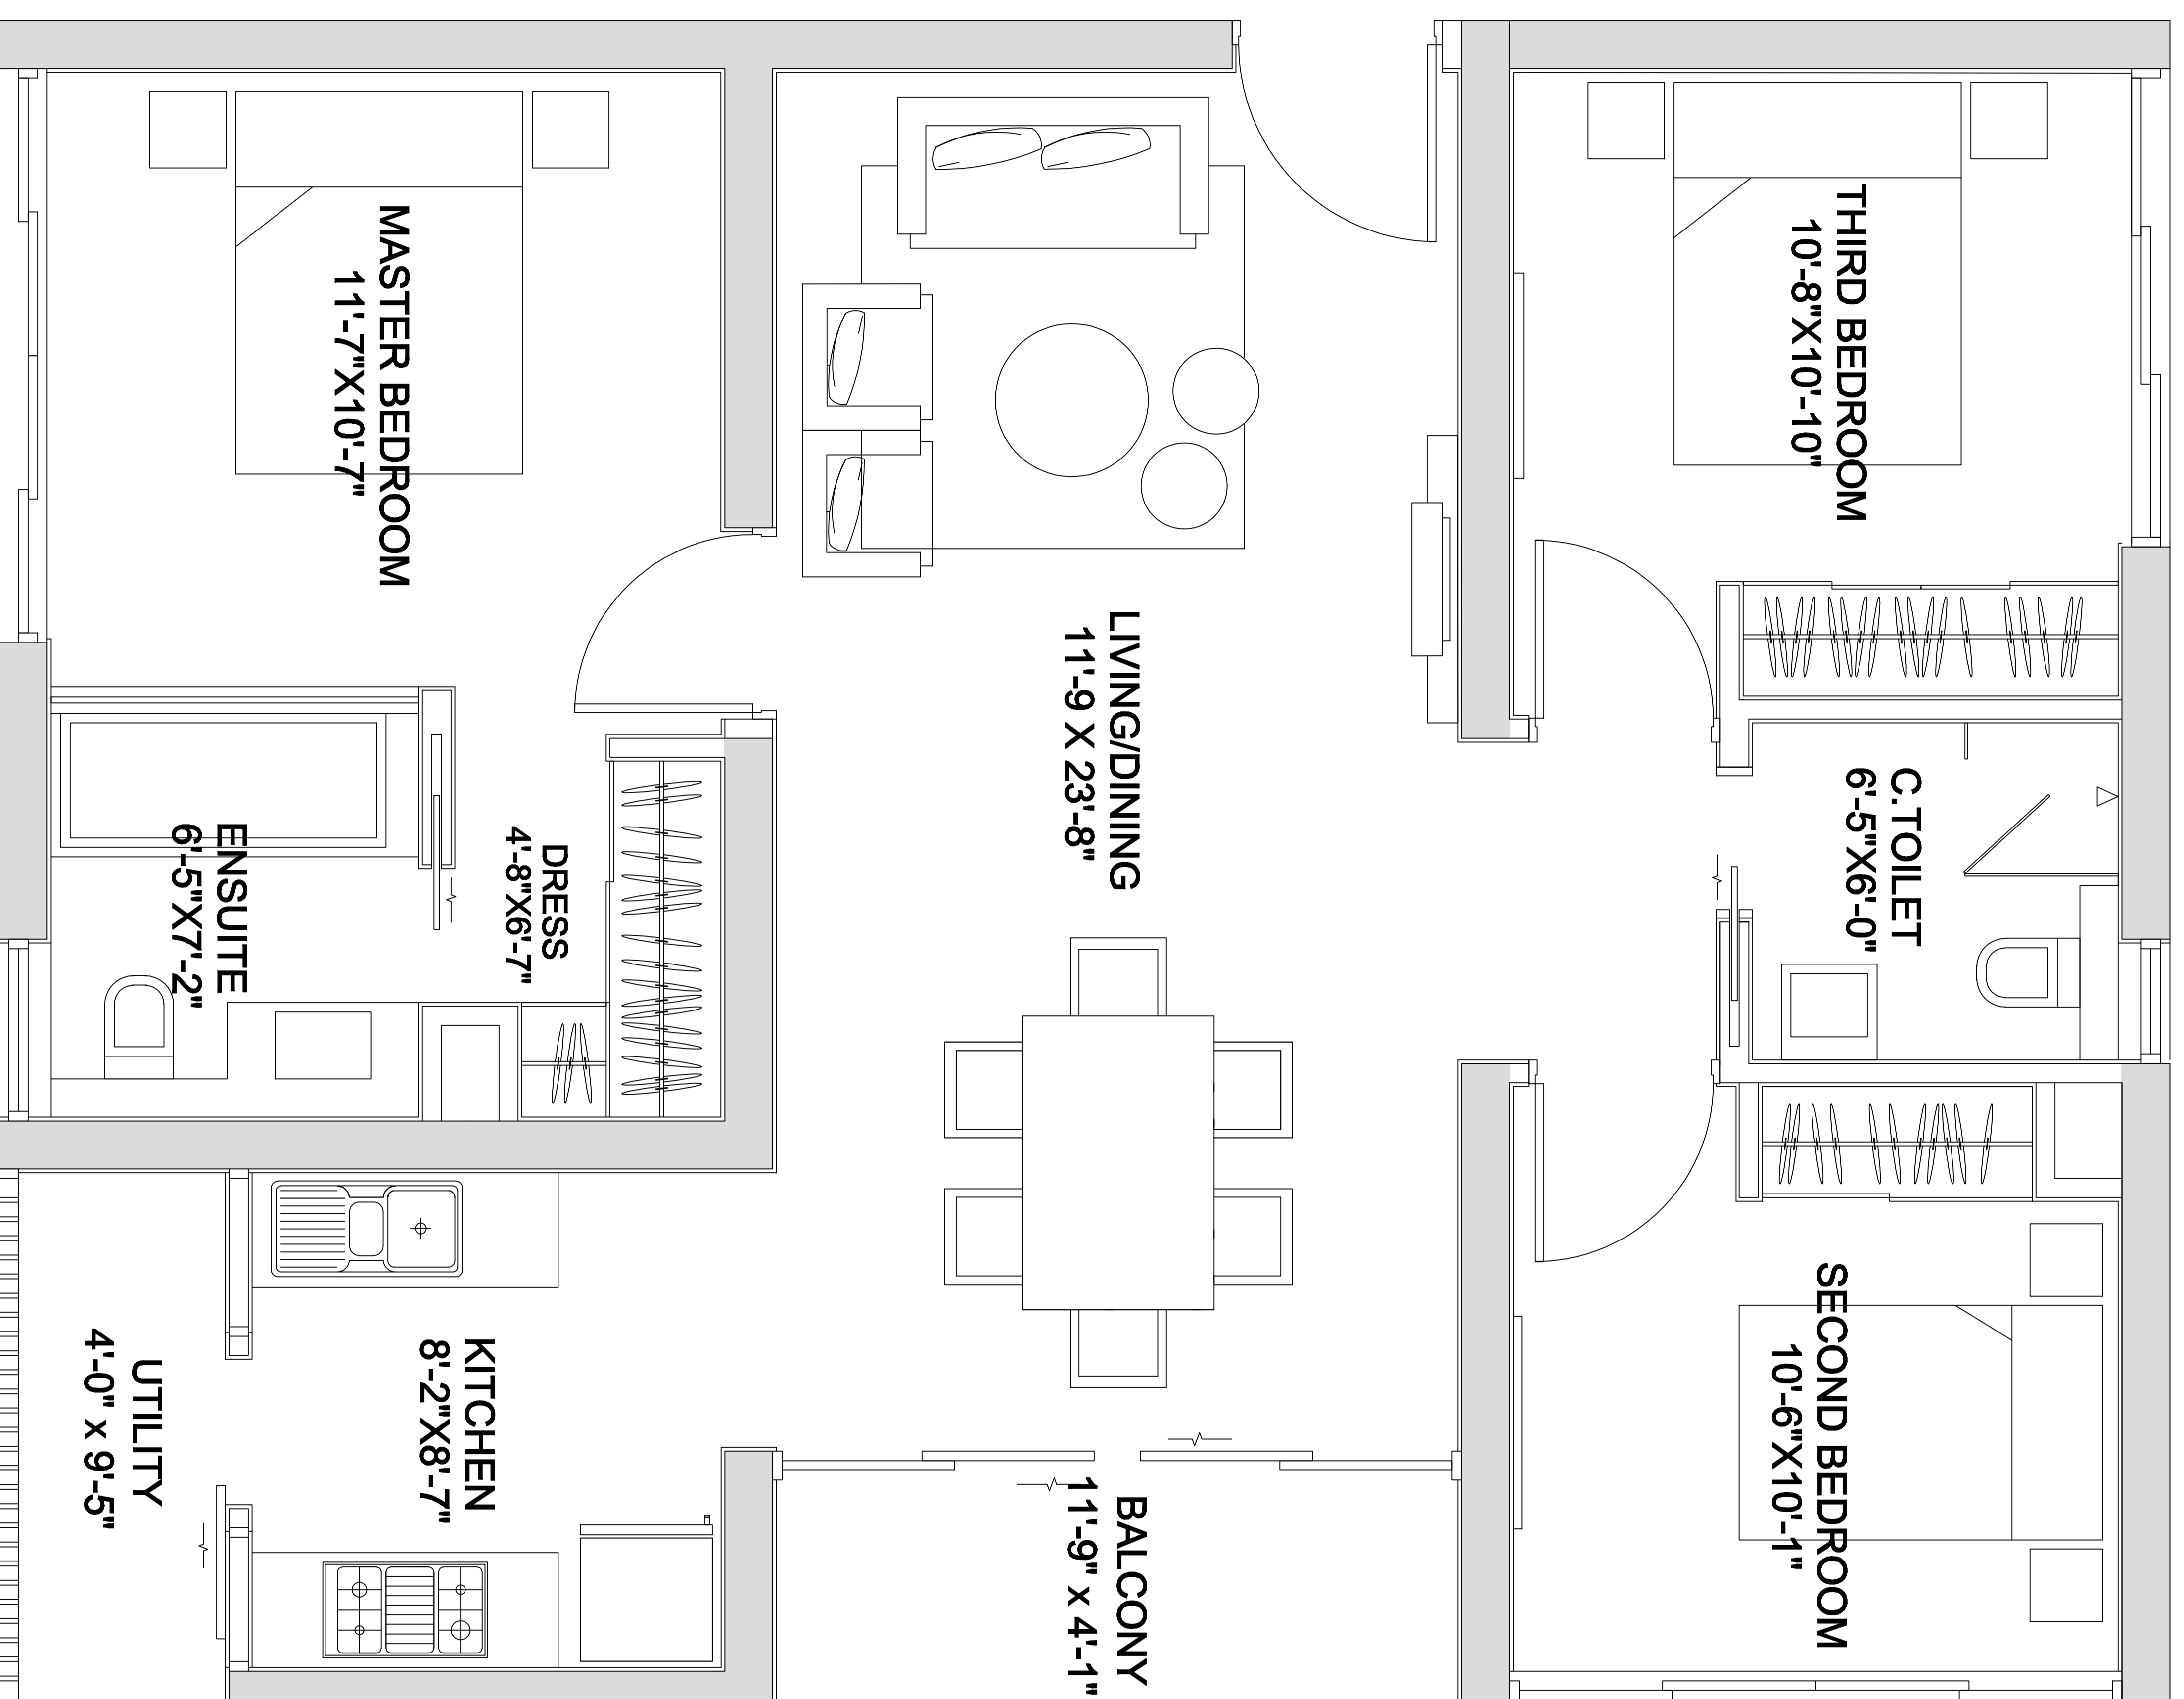 MASTER BEDROOM
11'-7"X10'-7"
THIRD BEDROOM
10'-8"X10'-10"
LIVING/DINING
11'-9 X 23'-8"
C.TOILET
6'-5"X6'-0"
ENSUITE
6'-5"X7'-2"
DRESS
4'-8"X6'-7"
SECOND BEDROOM
10'-6"X10'-1"
KITCHEN
8'-2"X8'-7"
UTILITY
4'-0" x 9'-5"
BALCONY
11'-9" x 4'-1"